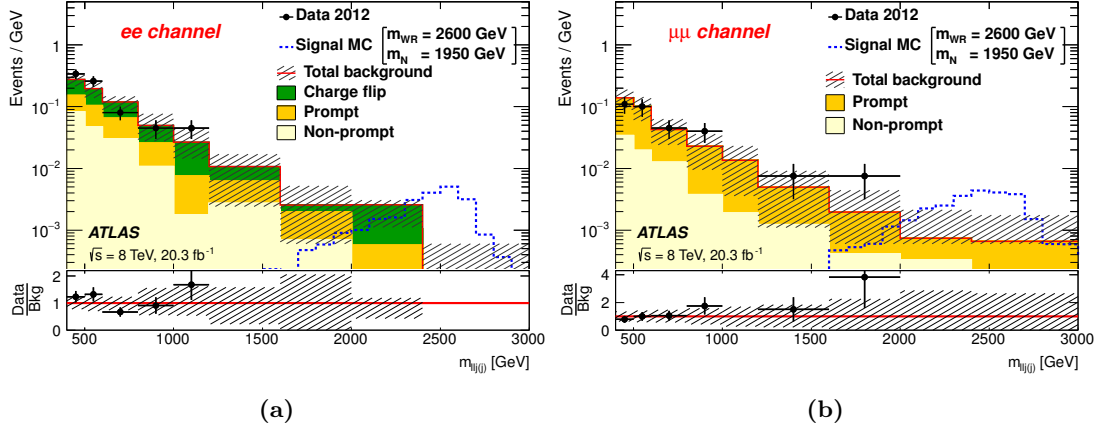 Events / GeV
1
10⁻¹
10⁻²
10⁻³
ee channel
Data 2012
Signal MC [m_WR = 2600 GeV
m_N = 1950 GeV]
Total background
Charge flip
Prompt
Non-prompt
ATLAS
√s = 8 TeV, 20.3 fb⁻¹
Data
Bkg
2
1
0
500 1000 1500 2000 2500 3000
m_llj(j) [GeV]
(a)
Events / GeV
1
10⁻¹
10⁻²
10⁻³
μμ channel
Data 2012
Signal MC [m_WR = 2600 GeV
m_N = 1950 GeV]
Total background
Prompt
Non-prompt
ATLAS
√s = 8 TeV, 20.3 fb⁻¹
Data
Bkg
4
2
0
500 1000 1500 2000 2500 3000
m_llj(j) [GeV]
(b)